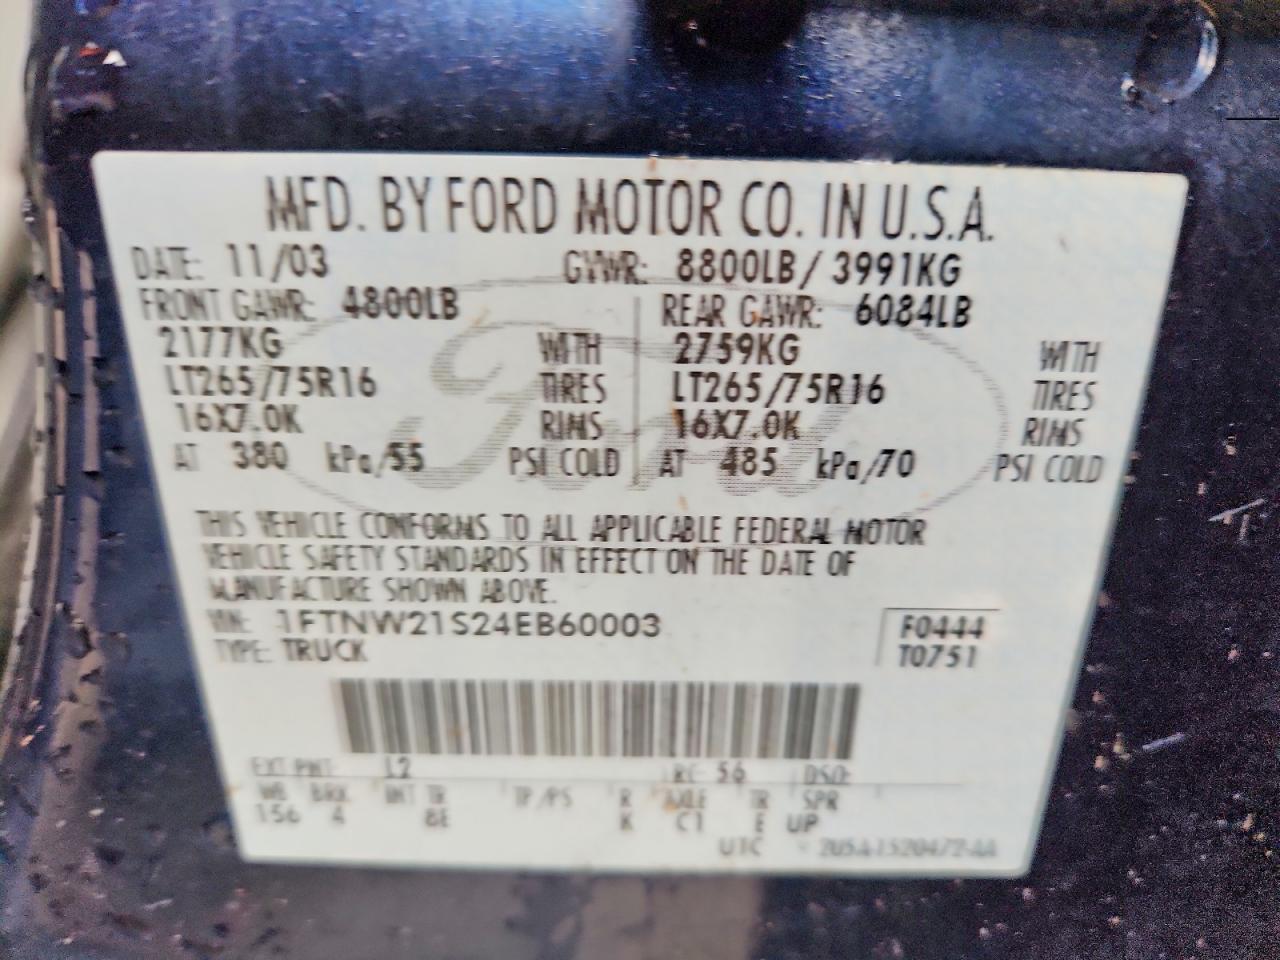 MFD. BY FORD MOTOR CO. IN U.S.A.
DATE: 11/03 GVWR: 8800LB / 3991KG
FRONT GAWR: 4800LB REAR GAWR: 6084LB
2177KG WITH 2759KG WITH
LT265/75R16 TIRES LT265/75R16 TIRES
16X7.0K RIMS 16X7.0K RIMS
AT 380 kPa/55 PSI COLD AT 485 kPa/70 PSI COLD
Ford
THIS VEHICLE CONFORMS TO ALL APPLICABLE FEDERAL MOTOR
VEHICLE SAFETY STANDARDS IN EFFECT ON THE DATE OF
MANUFACTURE SHOWN ABOVE.
VIN: 1FTNW21S24EB60003 F0444
TYPE: TRUCK T0751
EXT PNT: L2 RC: 56 DSO:
WB BRK INT TR TP/PS R AXLE TR SPR
156 4 8E K C1 E UP
UTC